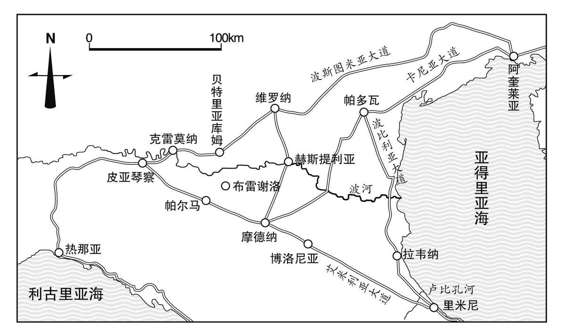 N
0
100km
波斯图米亚大道
卡尼亚大道
阿奎莱亚
贝特里亚库姆
维罗纳
帕多瓦
波比利亚大道
克雷莫纳
赫斯提利亚
亚得里亚海
皮亚琴察
布雷谢洛
波河
帕尔马
摩德纳
博洛尼亚
拉韦纳
热那亚
艾米利亚大道
卢比孔河
里米尼
利古里亚海